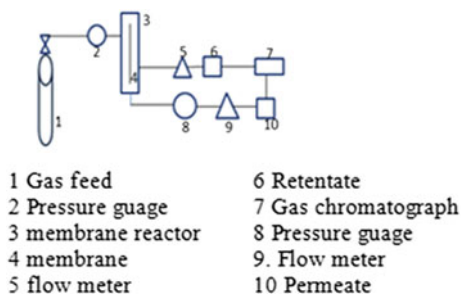 3
2
4
5
6
7
1
8
9
10
1 Gas feed
2 Pressure guage
3 membrane reactor
4 membrane
5 flow meter
6 Retentate
7 Gas chromatograph
8 Pressure guage
9. Flow meter
10 Permeate